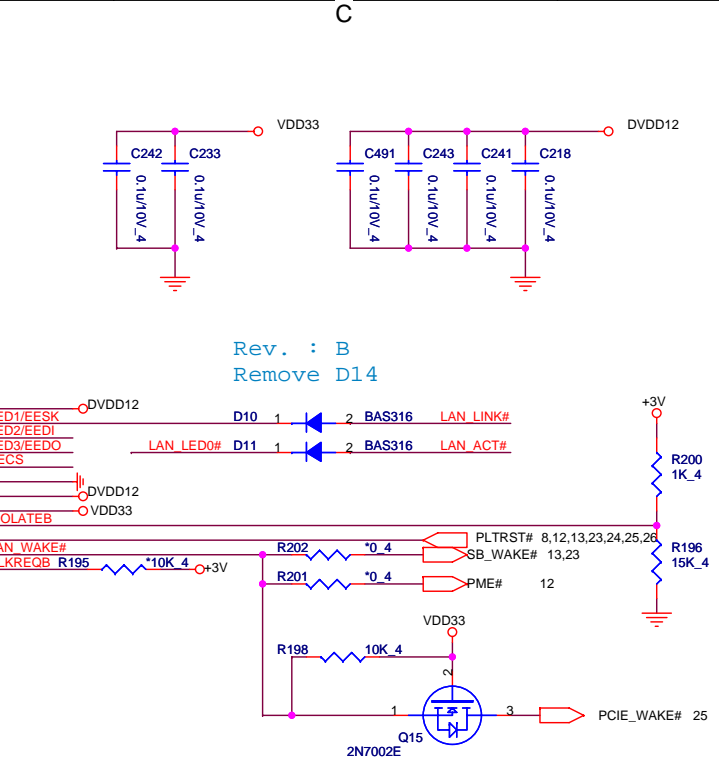 C
VDD33
DVDD12
C242 C233
C491 C243 C241 C218
0.1u/10V_4 0.1u/10V_4
0.1u/10V_4 0.1u/10V_4 0.1u/10V_4 0.1u/10V_4
Rev. : B
Remove D14
DVDD12
+3V
ED1/EESK D10 1 2 BAS316 LAN_LINK#
ED2/EEDI
ED3/EEDO LAN_LED0# D11 1 2 BAS316 LAN_ACT#
ECS
R200
1K_4
DVDD12
VDD33
OLATEB
PLTRST# 8,12,13,23,24,25,26
AN_WAKE# R202 *0_4 SB_WAKE# 13,23
R196
15K_4
LKREQB R195 *10K_4 +3V
R201 *0_4 PME# 12
VDD33
R198 10K_4
2
1 3 PCIE_WAKE# 25
Q15
2N7002E